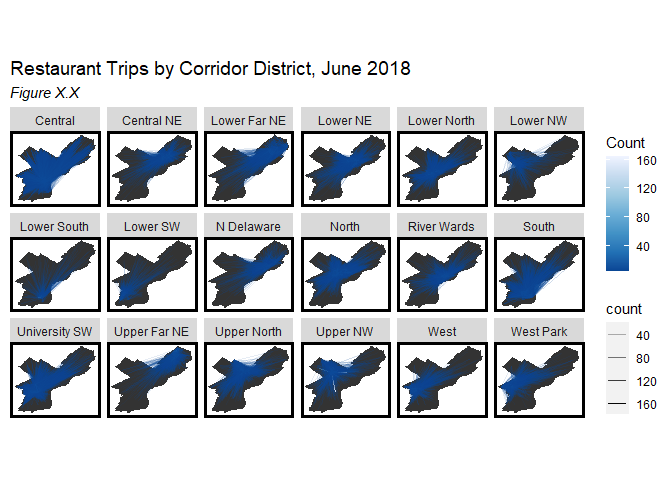 Restaurant Trips by Corridor District, June 2018
Figure X.X
Central Central NE Lower Far NE Lower NE Lower North Lower NW
Lower South Lower SW N Delaware North River Wards South
University SW Upper Far NE Upper North Upper NW West West Park
Count
160
120
80
40
count
40
80
120
160